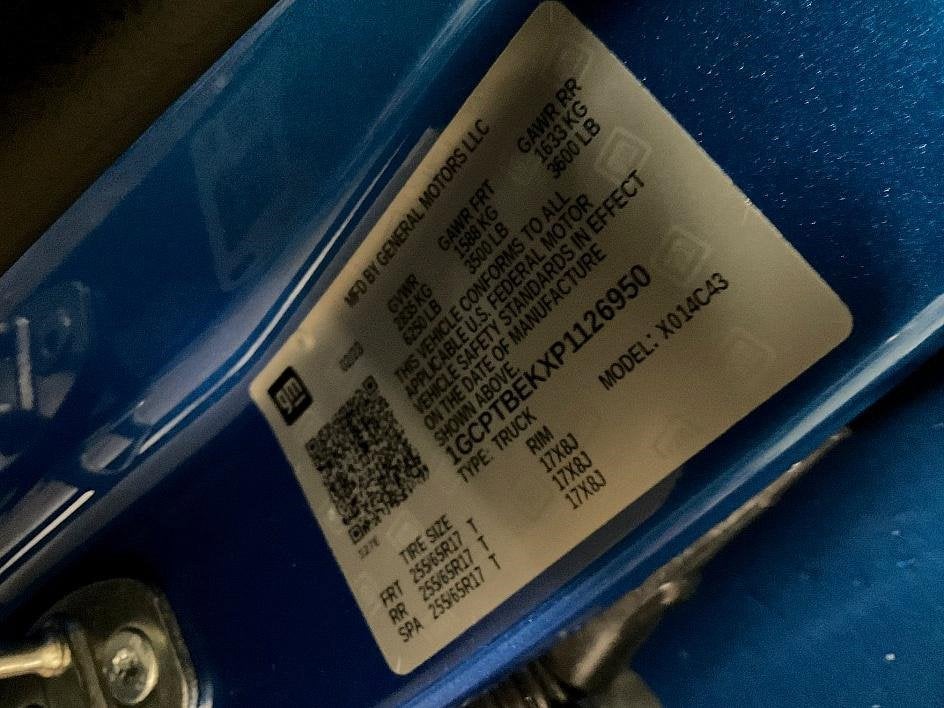 gm
MFD BY GENERAL MOTORS LLC
GVWR GAWR FRT GAWR RR
2835 KG 1588 KG 1633 KG
6250 LB 3500 LB 3600 LB
THIS VEHICLE CONFORMS TO ALL
APPLICABLE U.S. FEDERAL MOTOR
VEHICLE SAFETY STANDARDS IN EFFECT
ON THE DATE OF MANUFACTURE
SHOWN ABOVE
1GCPTBEKXP1126950
TYPE: TRUCK MODEL: X014C43
TIRE SIZE RIM
FRT 255/65R17 T 17X8J
RR 255/65R17 T 17X8J
SPA 255/65R17 T 17X8J